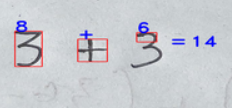 8 + 6
3 + 3 = 14